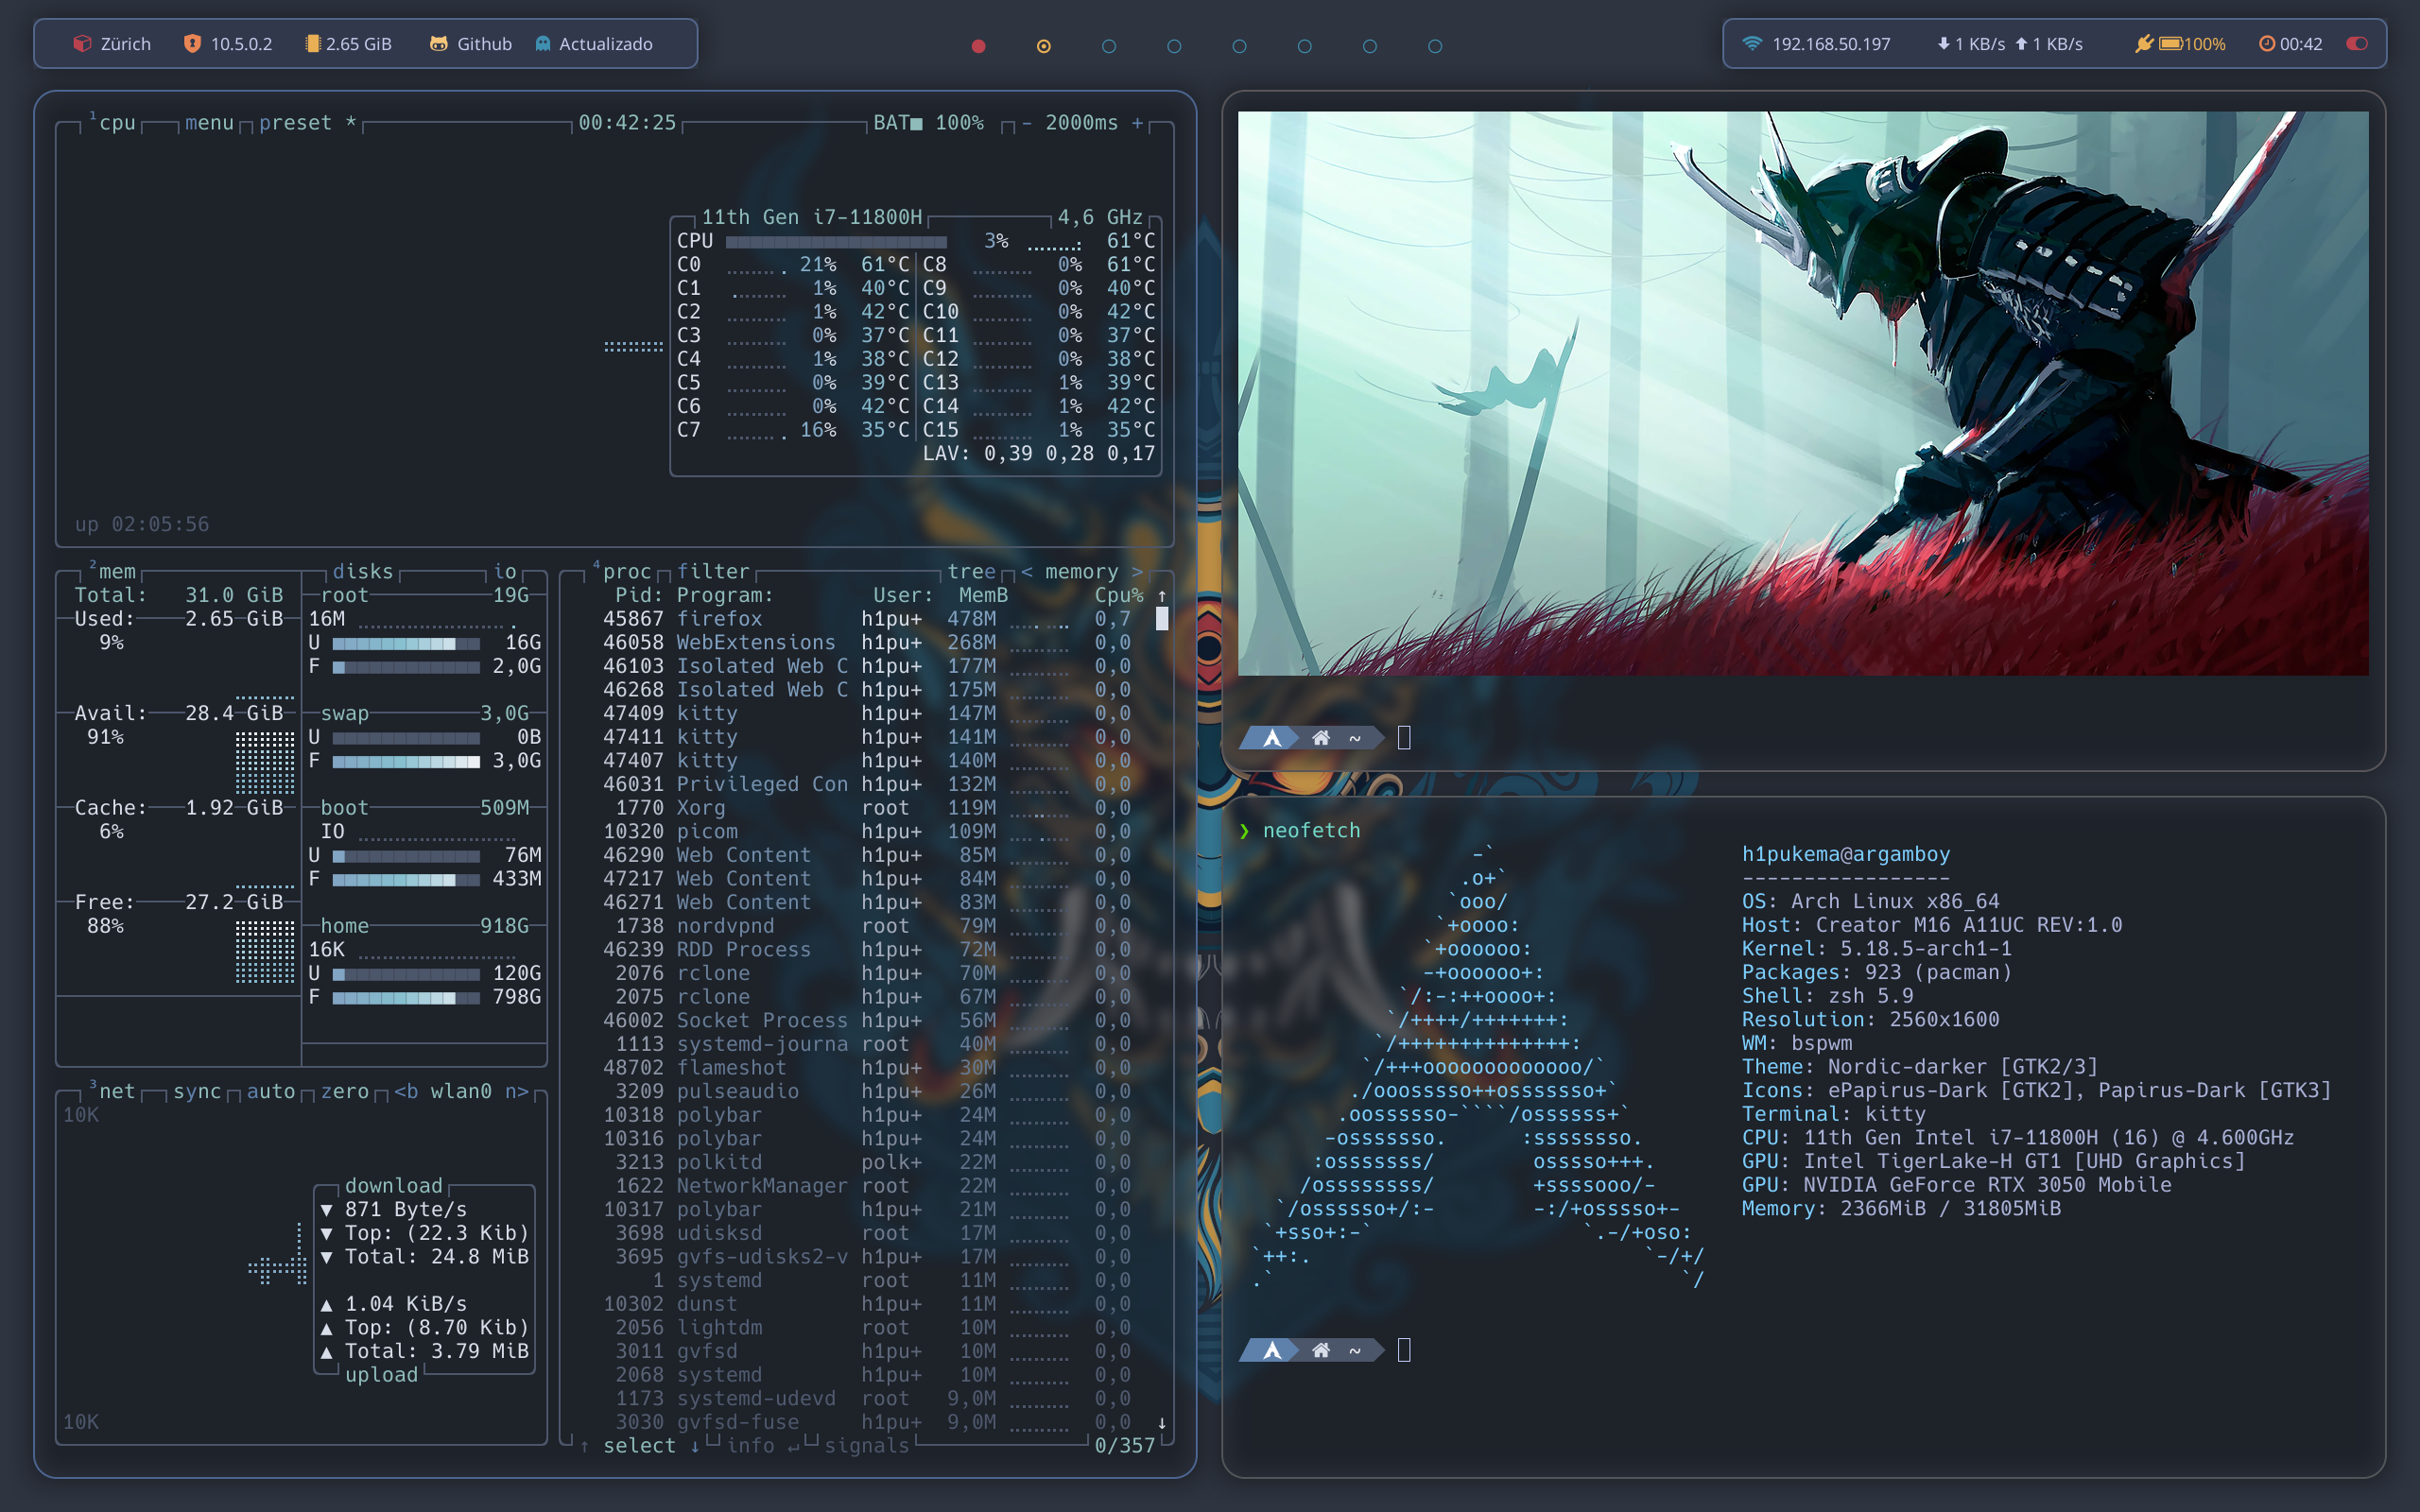 Zürich 10.5.0.2 2.65 GiB Github Actualizado
192.168.50.197 1 KB/s 1 KB/s 100% 00:42
1cpu menu preset * 00:42:25 BAT■ 100% - 2000ms +
11th Gen i7-11800H 4,6 GHz
CPU 3% 61°C
C0 21% 61°C C8 0% 61°C
C1 1% 40°C C9 0% 40°C
C2 1% 42°C C10 0% 42°C
C3 0% 37°C C11 0% 37°C
C4 1% 38°C C12 0% 38°C
C5 0% 39°C C13 1% 39°C
C6 0% 42°C C14 1% 42°C
C7 16% 35°C C15 1% 35°C
LAV: 0,39 0,28 0,17
up 02:05:56
2mem
Total: 31.0 GiB
Used: 2.65 GiB
9%
Avail: 28.4 GiB
91%
Cache: 1.92 GiB
6%
Free: 27.2 GiB
88%
disks io
root 19G
16M
U 16G
F 2,0G
swap 3,0G
U 0B
F 3,0G
boot 509M
IO
U 76M
F 433M
home 918G
16K
U 120G
F 798G
3net sync auto zero <b wlan0 n>
10K
download
▼ 871 Byte/s
▼ Top: (22.3 Kib)
▼ Total: 24.8 MiB
▲ 1.04 KiB/s
▲ Top: (8.70 Kib)
▲ Total: 3.79 MiB
upload
10K
4proc filter tree < memory >
Pid: Program: User: MemB Cpu% ↑
45867 firefox h1pu+ 478M 0,7
46058 WebExtensions h1pu+ 268M 0,0
46103 Isolated Web C h1pu+ 177M 0,0
46268 Isolated Web C h1pu+ 175M 0,0
47409 kitty h1pu+ 147M 0,0
47411 kitty h1pu+ 141M 0,0
47407 kitty h1pu+ 140M 0,0
46031 Privileged Con h1pu+ 132M 0,0
1770 Xorg root 119M 0,0
10320 picom h1pu+ 109M 0,0
46290 Web Content h1pu+ 85M 0,0
47217 Web Content h1pu+ 84M 0,0
46271 Web Content h1pu+ 83M 0,0
1738 nordvpnd root 79M 0,0
46239 RDD Process h1pu+ 72M 0,0
2076 rclone h1pu+ 70M 0,0
2075 rclone h1pu+ 67M 0,0
46002 Socket Process h1pu+ 56M 0,0
1113 systemd-journa root 40M 0,0
48702 flameshot h1pu+ 30M 0,0
3209 pulseaudio h1pu+ 26M 0,0
10318 polybar h1pu+ 24M 0,0
10316 polybar h1pu+ 24M 0,0
3213 polkitd polk+ 22M 0,0
1622 NetworkManager root 22M 0,0
10317 polybar h1pu+ 21M 0,0
3698 udisksd root 17M 0,0
3695 gvfs-udisks2-v h1pu+ 17M 0,0
1 systemd root 11M 0,0
10302 dunst h1pu+ 11M 0,0
2056 lightdm root 10M 0,0
3011 gvfsd h1pu+ 10M 0,0
2068 systemd h1pu+ 10M 0,0
1173 systemd-udevd root 9,0M 0,0
3030 gvfsd-fuse h1pu+ 9,0M 0,0 ↓
↑ select ↓ info ↵ signals 0/357
~
❯ neofetch
-`
.o+`
`ooo/
`+oooo:
`+oooooo:
-+oooooo+:
`/:-:++oooo+:
`/++++/+++++++:
`/++++++++++++++:
`/+++ooooooooooooo/`
./ooosssso++osssssso+`
.oossssso-````/ossssss+`
-osssssso. :ssssssso.
:osssssss/ osssso+++.
/ossssssss/ +ssssooo/-
`/ossssso+/:- -:/+osssso+-
`+sso+:-` `.-/+oso:
`++:. `-/+/
.` `/
h1pukema@argamboy
-----------------
OS: Arch Linux x86_64
Host: Creator M16 A11UC REV:1.0
Kernel: 5.18.5-arch1-1
Packages: 923 (pacman)
Shell: zsh 5.9
Resolution: 2560x1600
WM: bspwm
Theme: Nordic-darker [GTK2/3]
Icons: ePapirus-Dark [GTK2], Papirus-Dark [GTK3]
Terminal: kitty
CPU: 11th Gen Intel i7-11800H (16) @ 4.600GHz
GPU: Intel TigerLake-H GT1 [UHD Graphics]
GPU: NVIDIA GeForce RTX 3050 Mobile
Memory: 2366MiB / 31805MiB
~